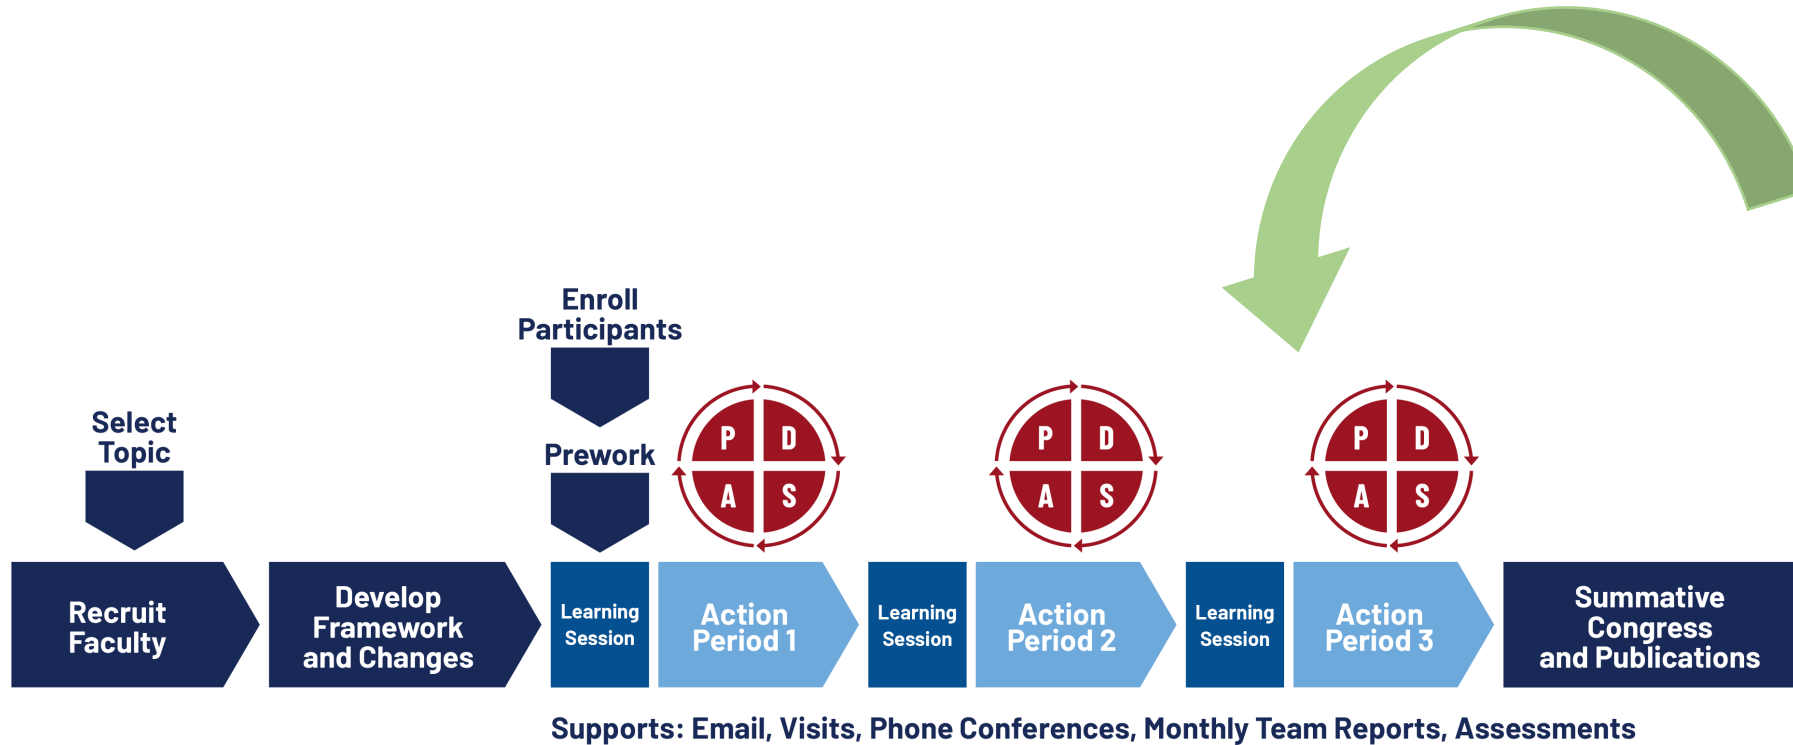 Enroll
Participants
Select
Topic
Prework
P D
A S
P D
A S
P D
A S
Recruit
Faculty
Develop
Framework
and Changes
Learning
Session
Action
Period 1
Learning
Session
Action
Period 2
Learning
Session
Action
Period 3
Summative
Congress
and Publications
Supports: Email, Visits, Phone Conferences, Monthly Team Reports, Assessments